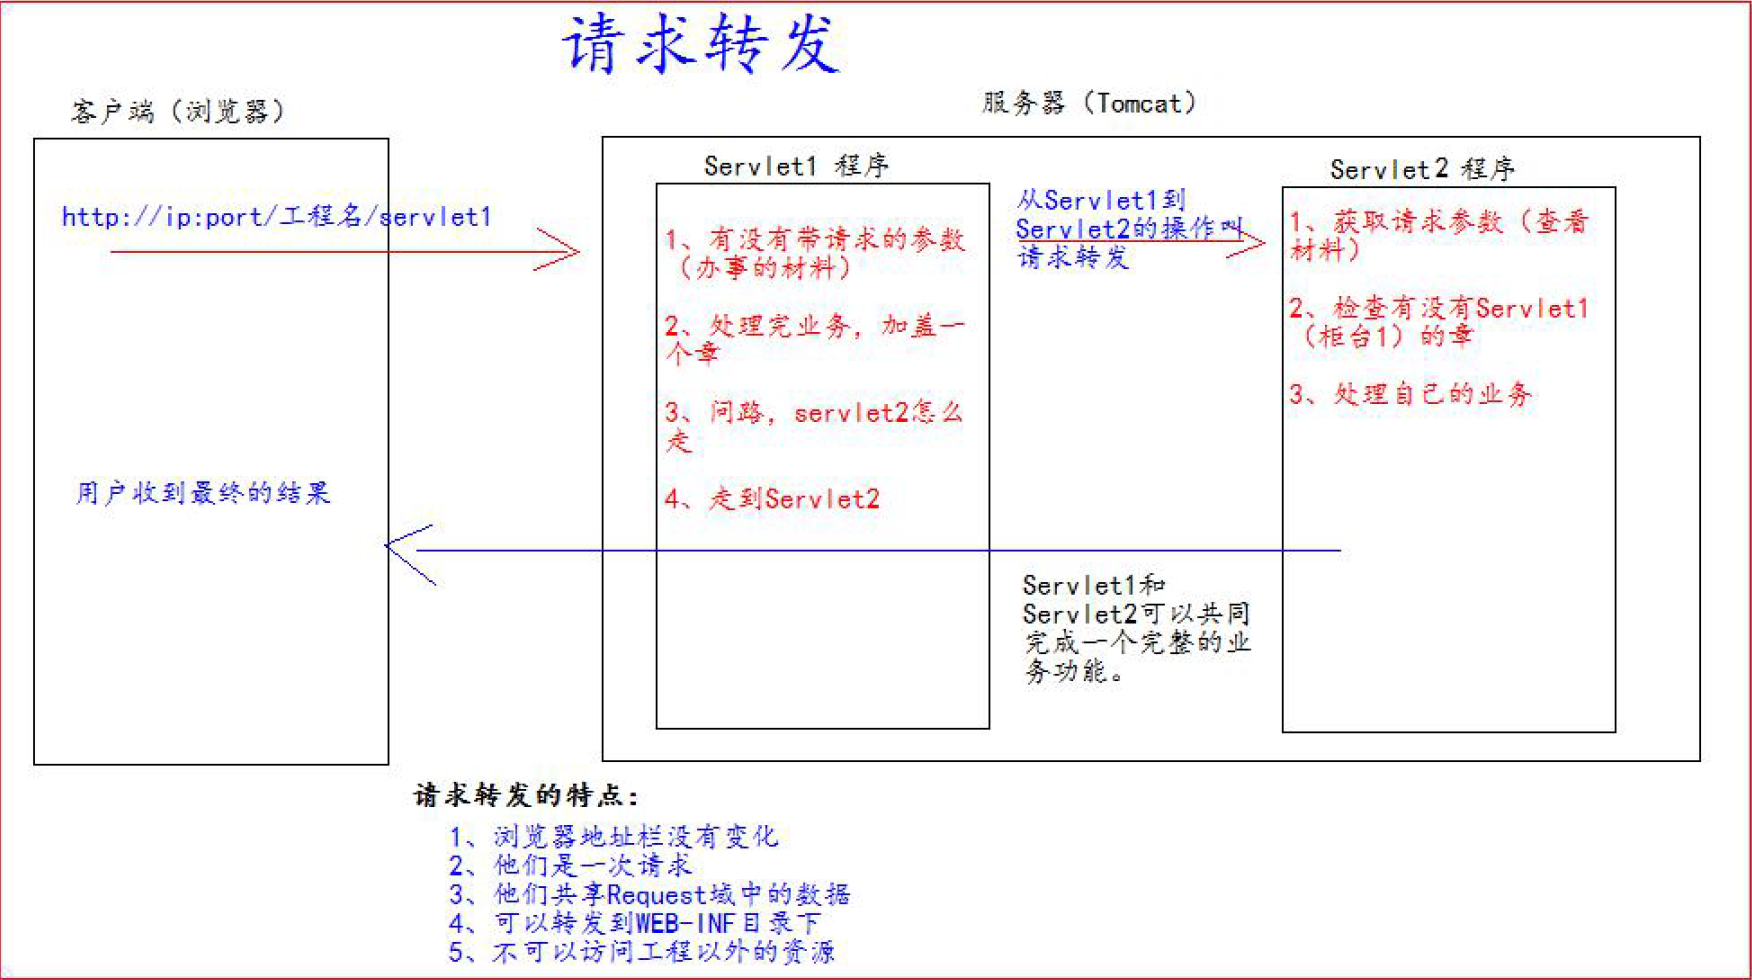 请求转发
客户端（浏览器）
服务器（Tomcat）
http://ip:port/工程名/servlet1
用户收到最终的结果
Servlet1 程序
1、有没有带请求的参数
（办事的材料）
2、处理完业务，加盖一
个章
3、问路，servlet2怎么
走
4、走到Servlet2
从Servlet1到
Servlet2的操作叫
请求转发
Servlet2 程序
1、获取请求参数（查看
材料）
2、检查有没有Servlet1
（柜台1）的章
3、处理自己的业务
Servlet1和
Servlet2可以共同
完成一个完整的业
务功能。
请求转发的特点：
1、浏览器地址栏没有变化
2、他们是一次请求
3、他们共享Request域中的数据
4、可以转发到WEB-INF目录下
5、不可以访问工程以外的资源